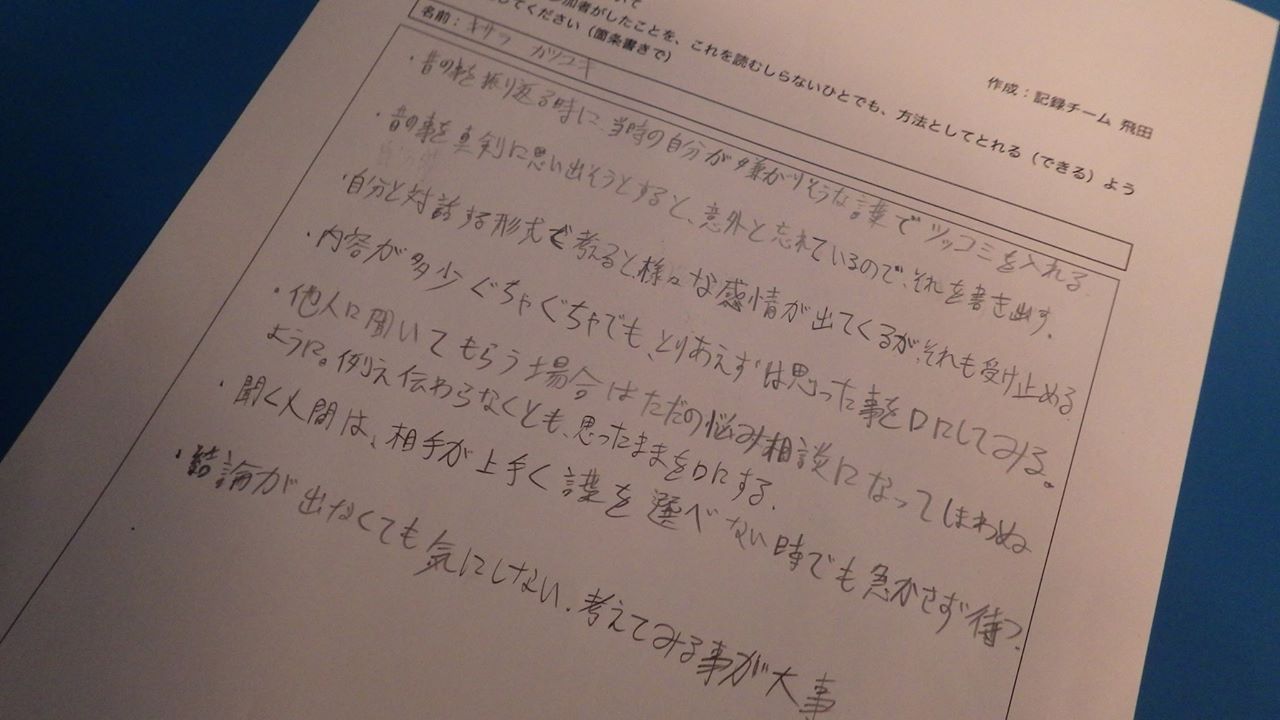 いて
加者がしたことを、これを読むしらないひとでも、方法としてとれる（できる）よう
してください（箇条書きで）
作成：記録チーム 飛田
名前：キサラ カツユキ
・昔の事を振り返る時に、当時の自分が嫌がりそうな言葉でツッコミを入れる
・昔の事を真剣に思い出そうとすると、意外と忘れているので、それを書き出す.
・自分と対話する形式で考えると、様々な感情が出てくるが、それも受け止める
・内容が多少ぐちゃぐちゃでも、とりあえずは思った事を口にしてみる。
・他人に聞いてもらう場合はただの悩み相談になってしまわぬ
ように。例え伝わらなくとも、思ったままを口にする.
・聞く人間は、相手が上手く言葉を選べない時でも急かさず待つ.
・結論が出なくても気にしない. 考えてみる事が大事